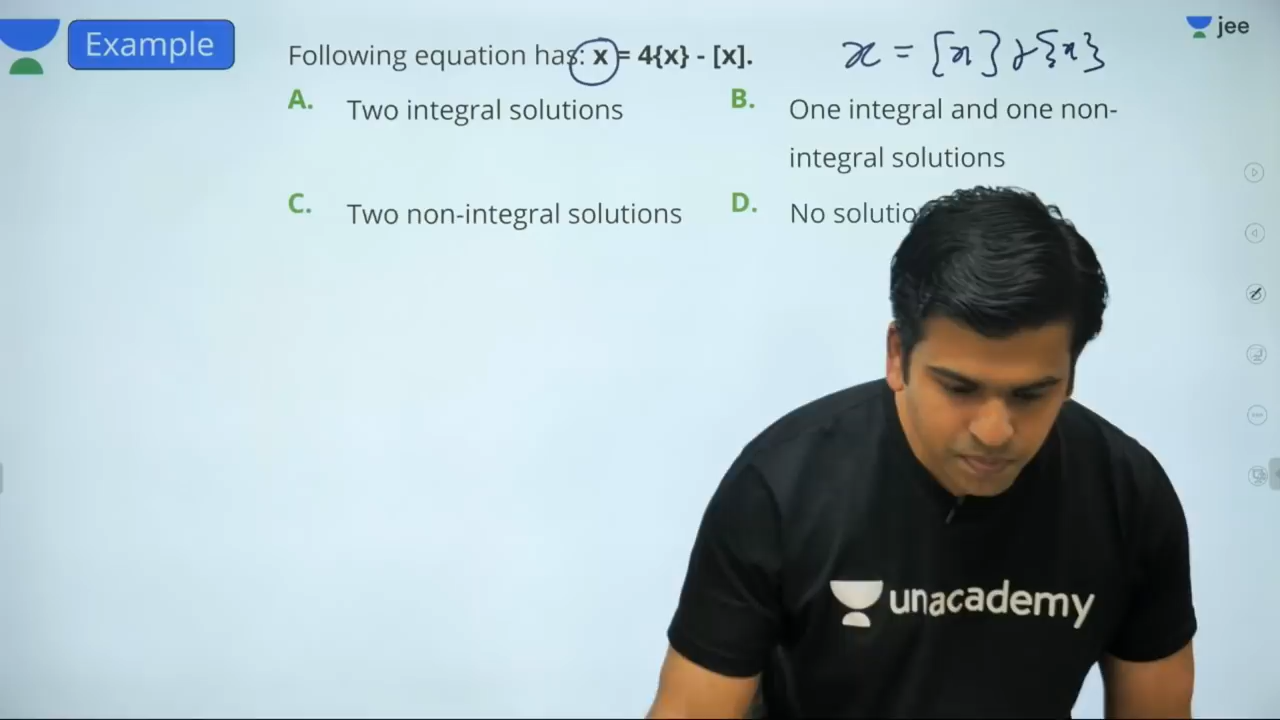 Example
Following equation has: x = 4{x} - [x].
x = [x] + {x}
jee
A. Two integral solutions
B. One integral and one non-
integral solutions
C. Two non-integral solutions
D. No
unacademy